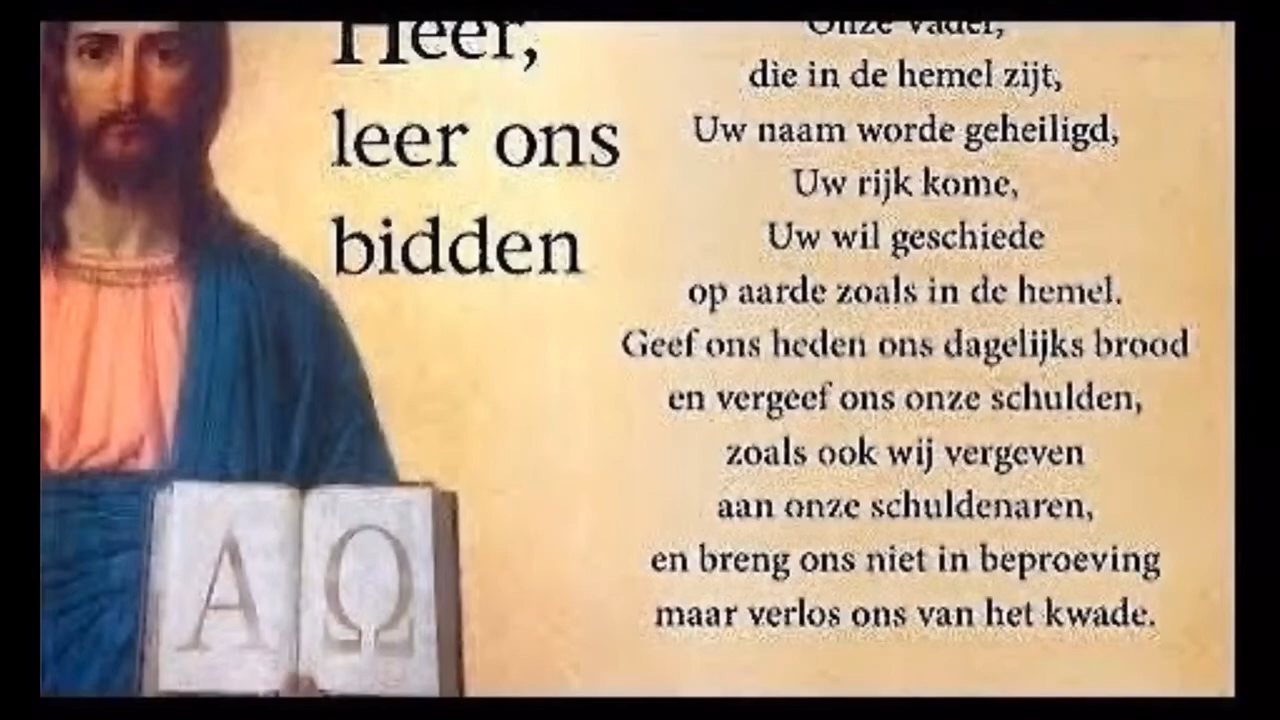 Heer,
leer ons
bidden
Onze Vader,
die in de hemel zijt,
Uw naam worde geheiligd,
Uw rijk kome,
Uw wil geschiede
op aarde zoals in de hemel.
Geef ons heden ons dagelijks brood
en vergeef ons onze schulden,
zoals ook wij vergeven
aan onze schuldenaren,
en breng ons niet in beproeving
maar verlos ons van het kwade.
Α Ω